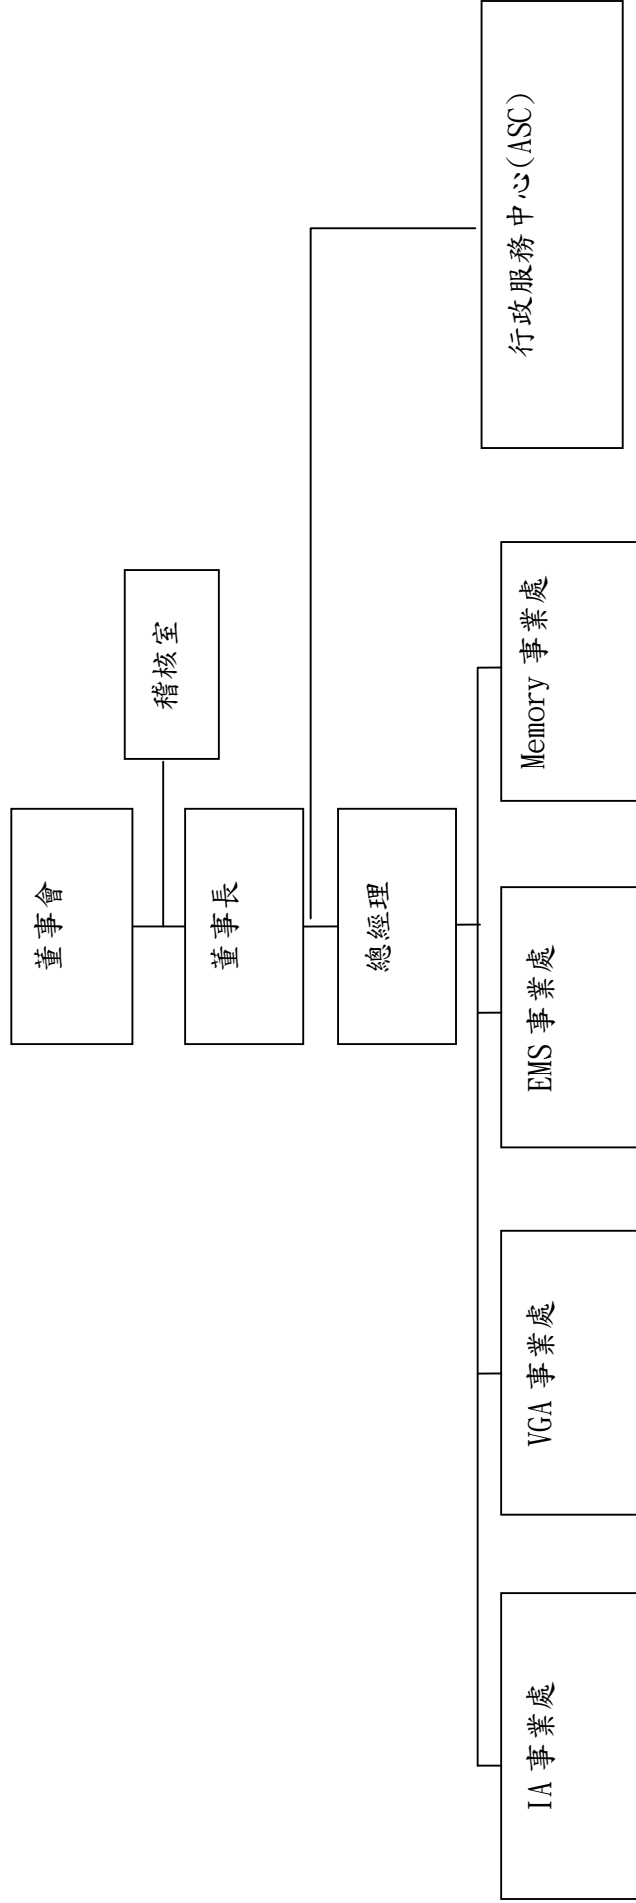 董事會
稽核室
董事長
總經理
行政服務中心(ASC)
IA 事業處
VGA 事業處
EMS 事業處
Memory 事業處